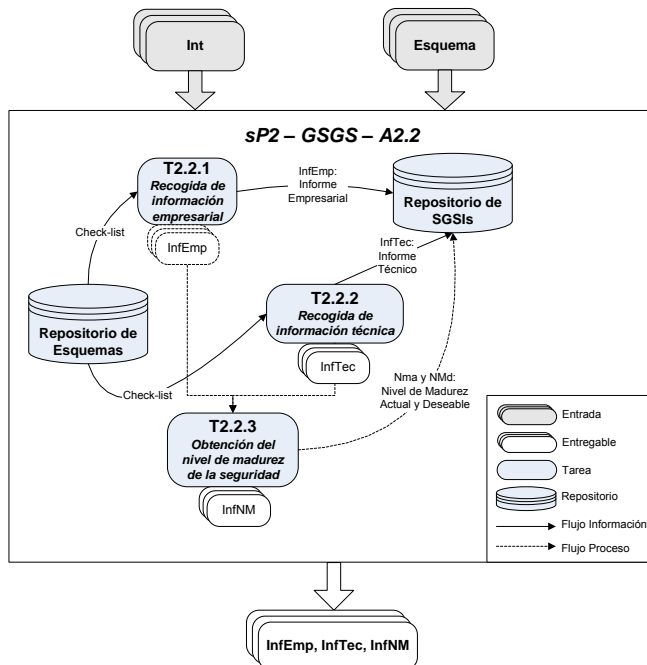 Int
Esquema
sP2 – GSGS – A2.2
T2.2.1
Recogida de
información
empresarial
InfEmp
InfEmp:
Informe
Empresarial
Repositorio de
SGSIs
Check-list
InfTec:
Informe
Técnico
T2.2.2
Recogida de
información técnica
InfTec
Repositorio de
Esquemas
Check-list
Nma y NMd:
Nivel de Madurez
Actual y Deseable
T2.2.3
Obtención del
nivel de madurez
de la seguridad
InfNM
Entrada
Entregable
Tarea
Repositorio
Flujo Información
Flujo Proceso
InfEmp, InfTec, InfNM